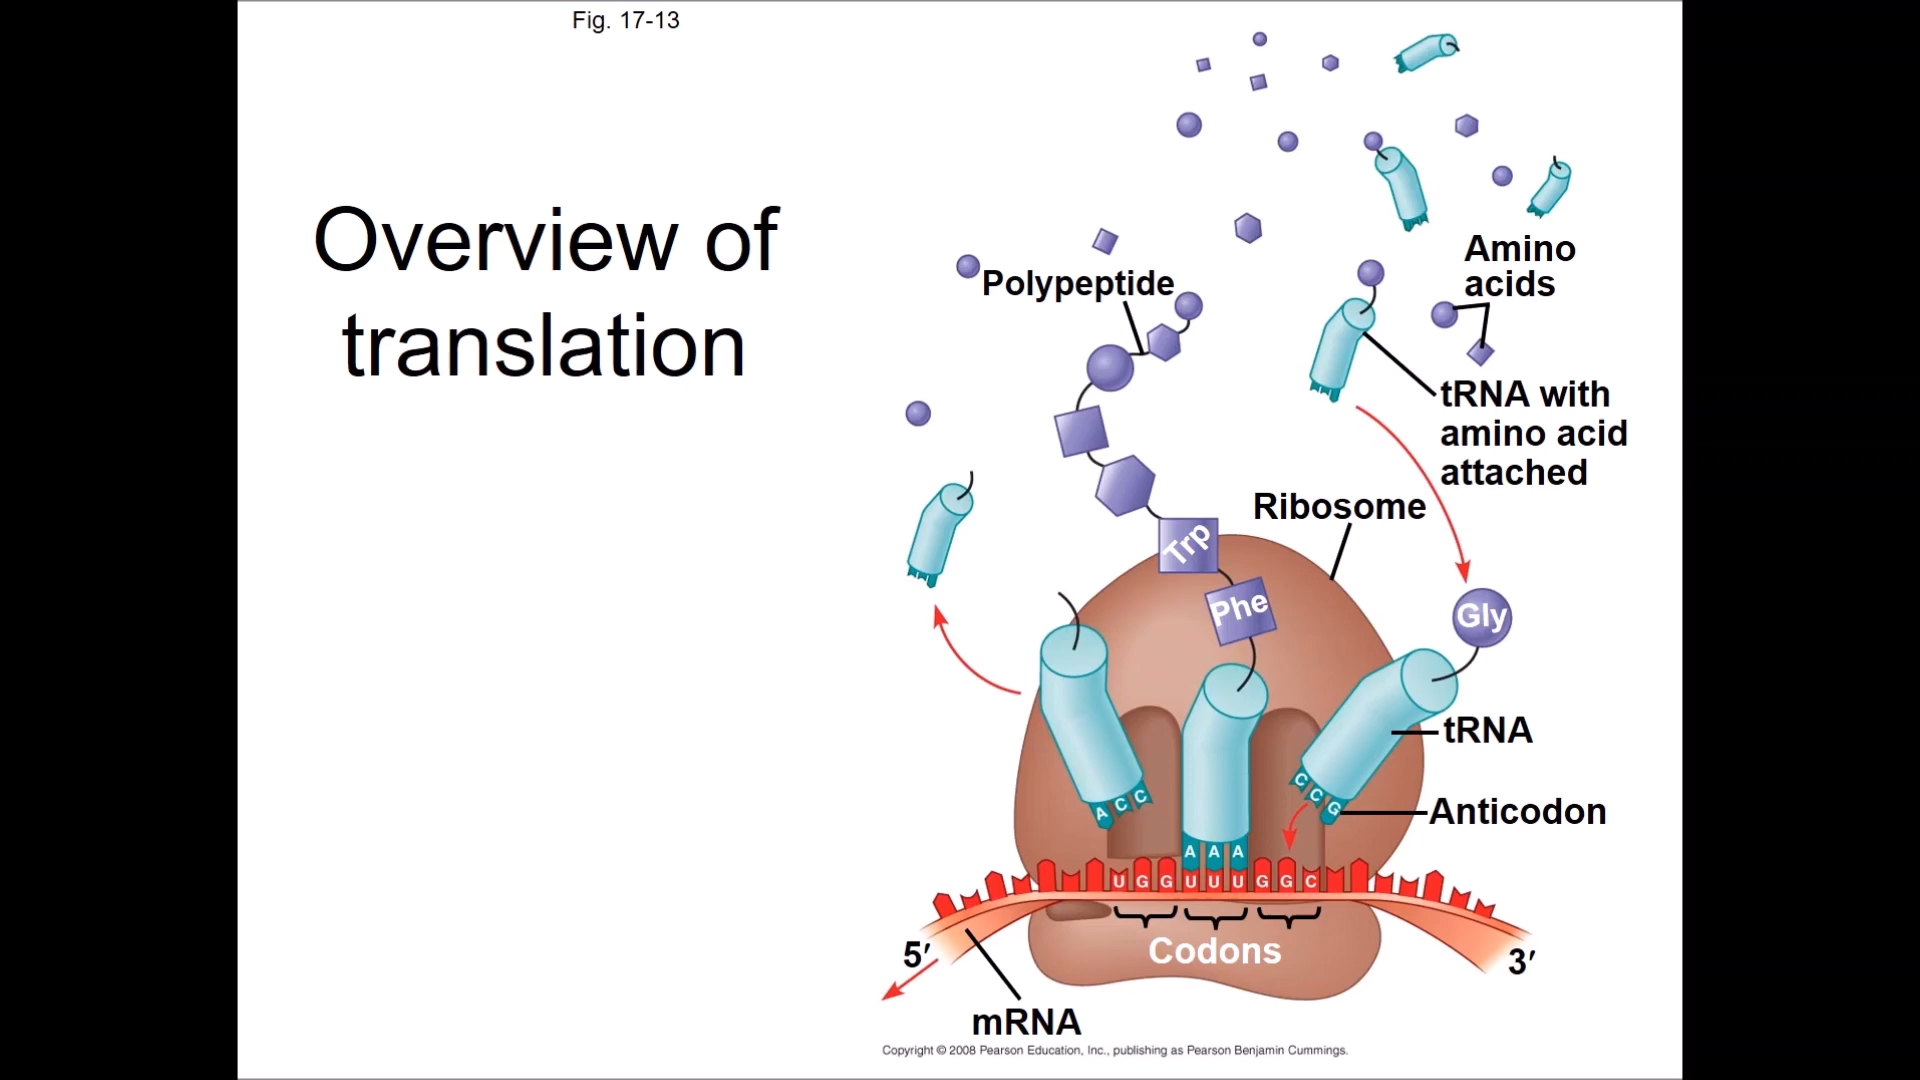 Fig. 17-13
Overview of
translation
Polypeptide
Amino
acids
tRNA with
amino acid
attached
Ribosome
Trp
Phe
Gly
tRNA
Anticodon
A C C
A A A
C C G
U G G U U U G G C
Codons
5′
3′
mRNA
Copyright © 2008 Pearson Education, Inc., publishing as Pearson Benjamin Cummings.